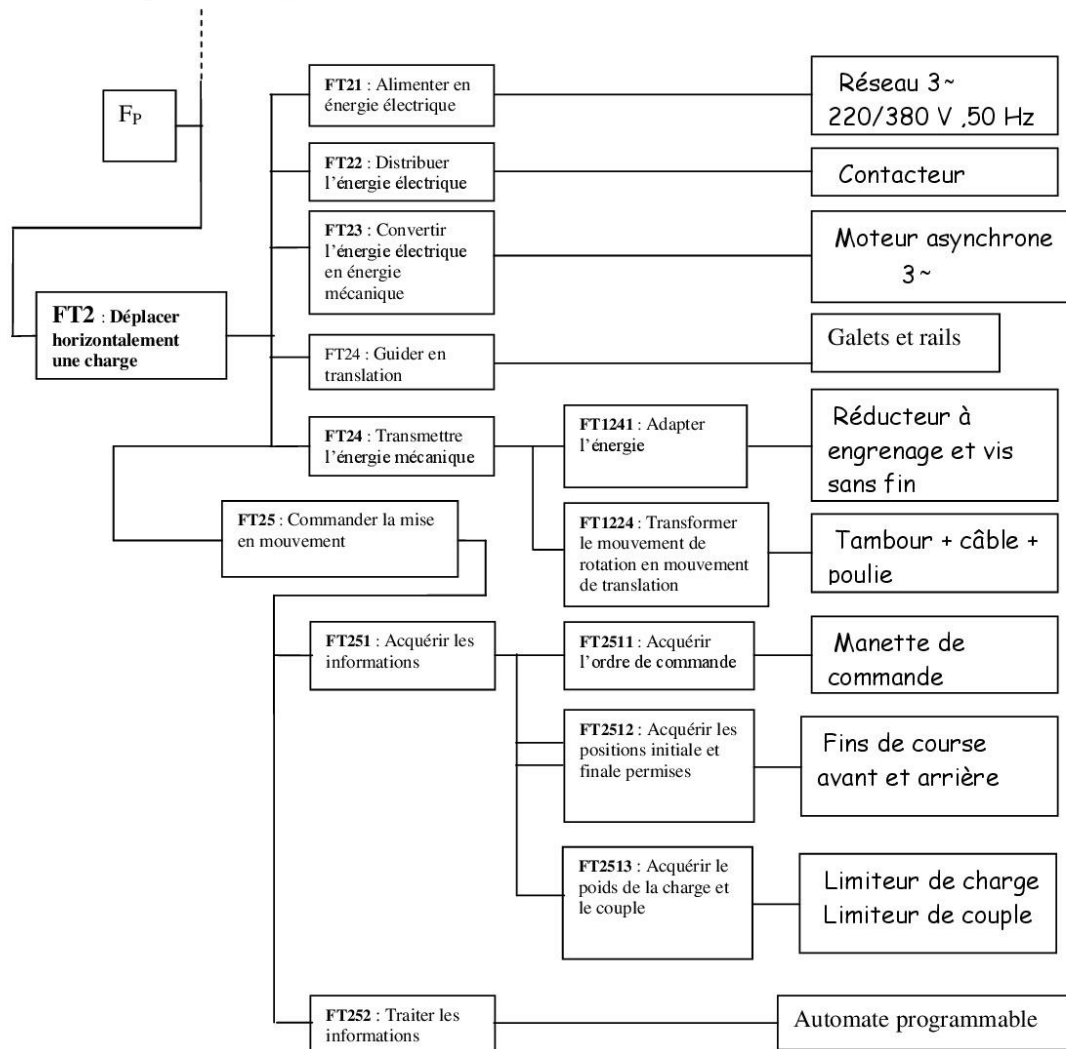 F_P
FT21 : Alimenter en
énergie électrique
Réseau 3~
220/380 V ,50 Hz
FT22 : Distribuer
l'énergie électrique
Contacteur
FT23 : Convertir
l'énergie électrique
en énergie
mécanique
Moteur asynchrone
3~
FT2 : Déplacer
horizontalement
une charge
FT24 : Guider en
translation
Galets et rails
FT24 : Transmettre
l'énergie mécanique
FT1241 : Adapter
l'énergie
Réducteur à
engrenage et vis
sans fin
FT25 : Commander la mise
en mouvement
FT1224 : Transformer
le mouvement de
rotation en mouvement
de translation
Tambour + câble +
poulie
FT251 : Acquérir les
informations
FT2511 : Acquérir
l'ordre de commande
Manette de
commande
FT2512 : Acquérir les
positions initiale et
finale permises
Fins de course
avant et arrière
FT2513 : Acquérir le
poids de la charge et
le couple
Limiteur de charge
Limiteur de couple
FT252 : Traiter les
informations
Automate programmable